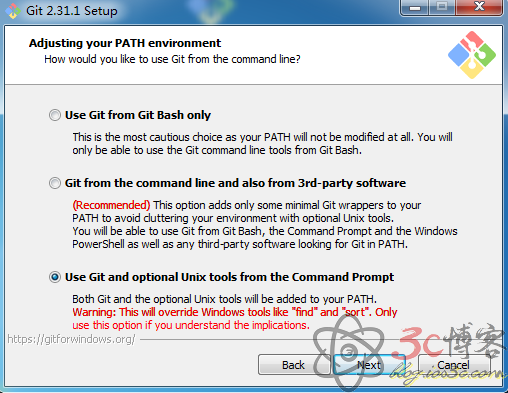 Git 2.31.1 Setup
Adjusting your PATH environment
How would you like to use Git from the command line?
Use Git from Git Bash only
This is the most cautious choice as your PATH will not be modified at all. You will
only be able to use the Git command line tools from Git Bash.
Git from the command line and also from 3rd-party software
(Recommended) This option adds only some minimal Git wrappers to your
PATH to avoid cluttering your environment with optional Unix tools.
You will be able to use Git from Git Bash, the Command Prompt and the Windows
PowerShell as well as any third-party software looking for Git in PATH.
Use Git and optional Unix tools from the Command Prompt
Both Git and the optional Unix tools will be added to your PATH.
Warning: This will override Windows tools like "find" and "sort". Only
use this option if you understand the implications.
https://gitforwindows.org/
3C博客
Back
Next
Cancel
blog.ios3c.com